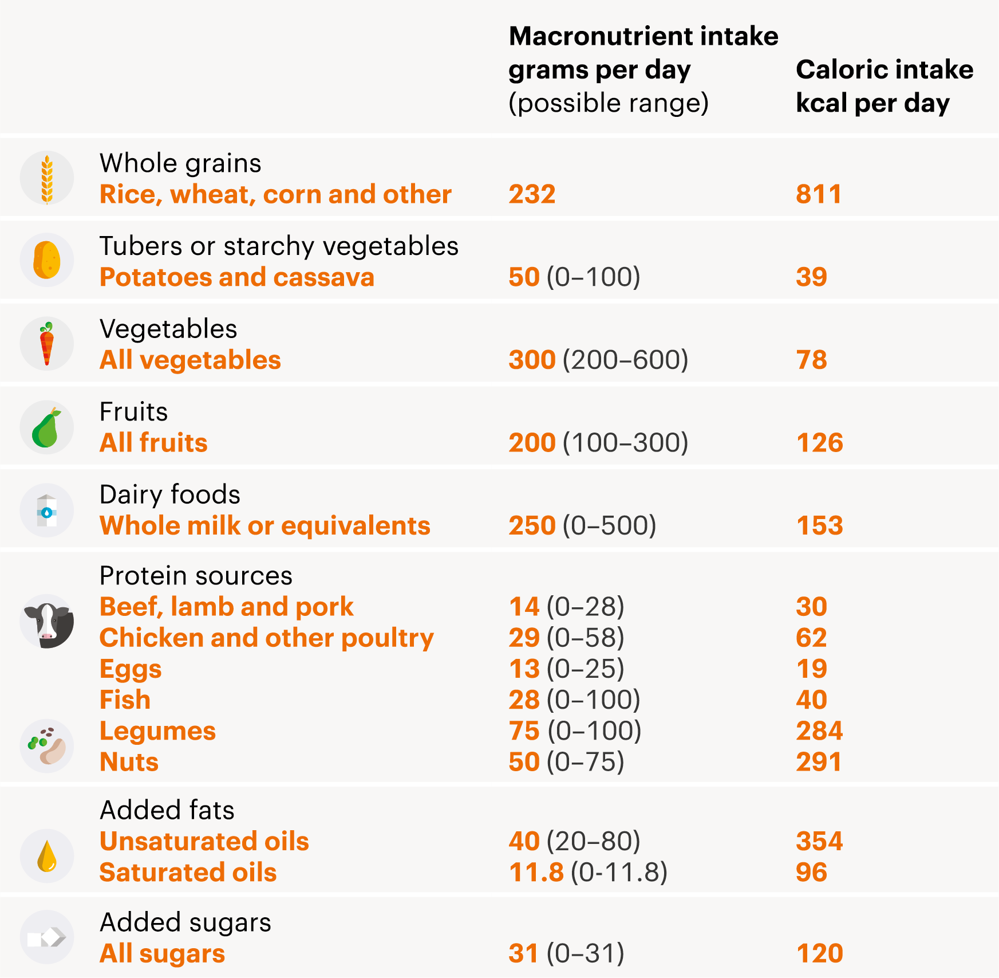 Macronutrient intake
grams per day
(possible range)
Caloric intake
kcal per day
Whole grains
Rice, wheat, corn and other 232 811
Tubers or starchy vegetables
Potatoes and cassava 50 (0–100) 39
Vegetables
All vegetables 300 (200–600) 78
Fruits
All fruits 200 (100–300) 126
Dairy foods
Whole milk or equivalents 250 (0–500) 153
Protein sources
Beef, lamb and pork 14 (0–28) 30
Chicken and other poultry 29 (0–58) 62
Eggs 13 (0–25) 19
Fish 28 (0–100) 40
Legumes 75 (0–100) 284
Nuts 50 (0–75) 291
Added fats
Unsaturated oils 40 (20–80) 354
Saturated oils 11.8 (0-11.8) 96
Added sugars
All sugars 31 (0–31) 120